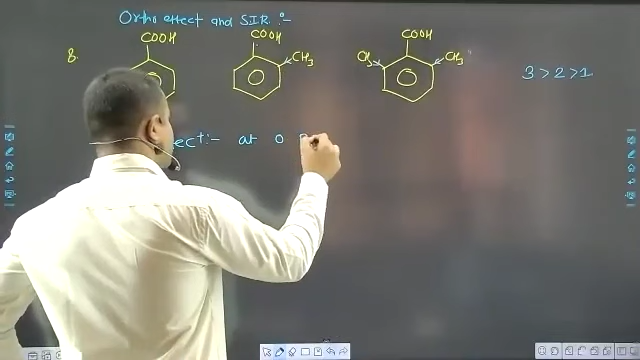 Ortho effect and SIR :-
8. COOH COOH CH3 CH3 COOH CH3 3 > 2 > 1
ect :- at o